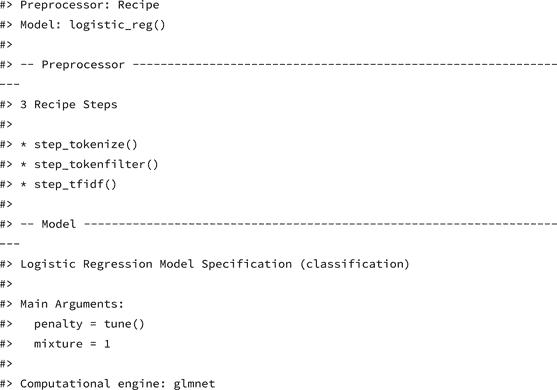 #> Preprocessor: Recipe
#> Model: logistic_reg()
#>
#> -- Preprocessor -------------------------------------------------------------
---
#> 3 Recipe Steps
#>
#> * step_tokenize()
#> * step_tokenfilter()
#> * step_tfidf()
#>
#> -- Model --------------------------------------------------------------------
---
#> Logistic Regression Model Specification (classification)
#>
#> Main Arguments:
#>   penalty = tune()
#>   mixture = 1
#>
#> Computational engine: glmnet